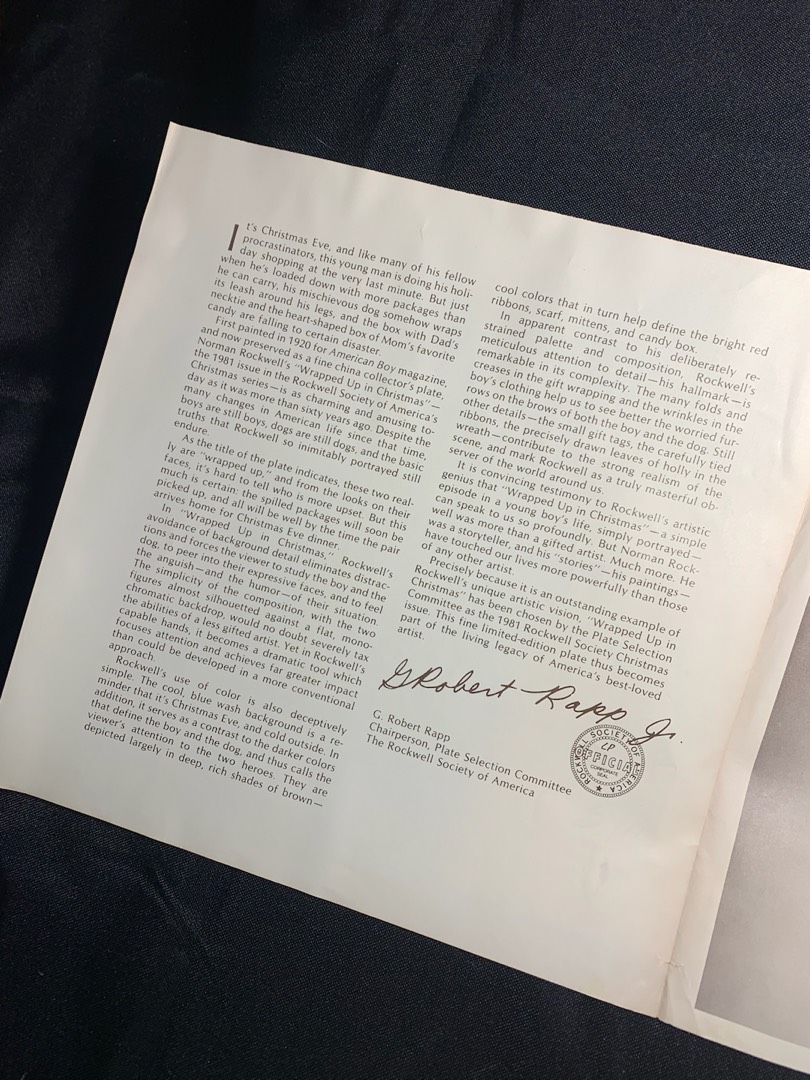 It's Christmas Eve, and like many of his fellow
procrastinators, this young man is doing his holi-
day shopping at the very last minute. But just
when he's loaded down with more packages than
he can carry, his mischievous dog somehow wraps
its leash around his legs, and the box with Dad's
necktie and the heart-shaped box of Mom's favorite
candy are falling to certain disaster.
First painted in 1920 for American Boy magazine,
and now preserved as a fine china collector's plate,
Norman Rockwell's "Wrapped Up in Christmas"—
the 1981 issue in the Rockwell Society of America's
Christmas series—is as charming and amusing to-
day as it was more than sixty years ago. Despite the
many changes in American life since that time,
boys are still boys, dogs are still dogs, and the basic
truths that Rockwell so inimitably portrayed still
endure.
As the title of the plate indicates, these two real-
ly are "wrapped up," and from the looks on their
faces, it's hard to tell who is more upset. But this
much is certain: the spilled packages will soon be
picked up, and all will be well by the time the pair
arrives home for Christmas Eve dinner.
In "Wrapped Up in Christmas," Rockwell's
avoidance of background detail eliminates distrac-
tions and forces the viewer to study the boy and the
dog, to peer into their expressive faces, and to feel
the anguish—and the humor—of their situation.
The simplicity of the composition, with the two
figures almost silhouetted against a flat, mono-
chromatic backdrop, would no doubt severely tax
the abilities of a less gifted artist. Yet in Rockwell's
capable hands, it becomes a dramatic tool which
focuses attention and achieves far greater impact
than could be developed in a more conventional
approach.
Rockwell's use of color is also deceptively
simple. The cool, blue wash background is a re-
minder that it's Christmas Eve, and cold outside. In
addition, it serves as a contrast to the darker colors
that define the boy and the dog, and thus calls the
viewer's attention to the two heroes. They are
depicted largely in deep, rich shades of brown—
cool colors that in turn help define the bright red
ribbons, scarf, mittens, and candy box.
In apparent contrast to his deliberately re-
strained palette and composition, Rockwell's
meticulous attention to detail—his hallmark—is
remarkable in its complexity. The many folds and
creases in the gift wrapping and the wrinkles in the
boy's clothing help us to see better the worried fur-
rows on the brows of both the boy and the dog. Still
other details—the small gift tags, the carefully tied
ribbons, the precisely drawn leaves of holly in the
wreath—contribute to the strong realism of the
scene, and mark Rockwell as a truly masterful ob-
server of the world around us.
It is convincing testimony to Rockwell's artistic
genius that "Wrapped Up in Christmas"—a simple
episode in a young boy's life, simply portrayed—
can speak to us so profoundly. But Norman Rock-
well was more than a gifted artist. Much more. He
was a storyteller, and his "stories"—his paintings—
have touched our lives more powerfully than those
of any other artist.
Precisely because it is an outstanding example of
Rockwell's unique artistic vision, "Wrapped Up in
Christmas" has been chosen by the Plate Selection
Committee as the 1981 Rockwell Society Christmas
issue. This fine limited-edition plate thus becomes
part of the living legacy of America's best-loved
artist.
G Robert Rapp Jr.
G. Robert Rapp
Chairperson, Plate Selection Committee
The Rockwell Society of America
ROCKWELL SOCIETY OF AMERICA
LP
OFFICIAL
CORPORATE
SEAL